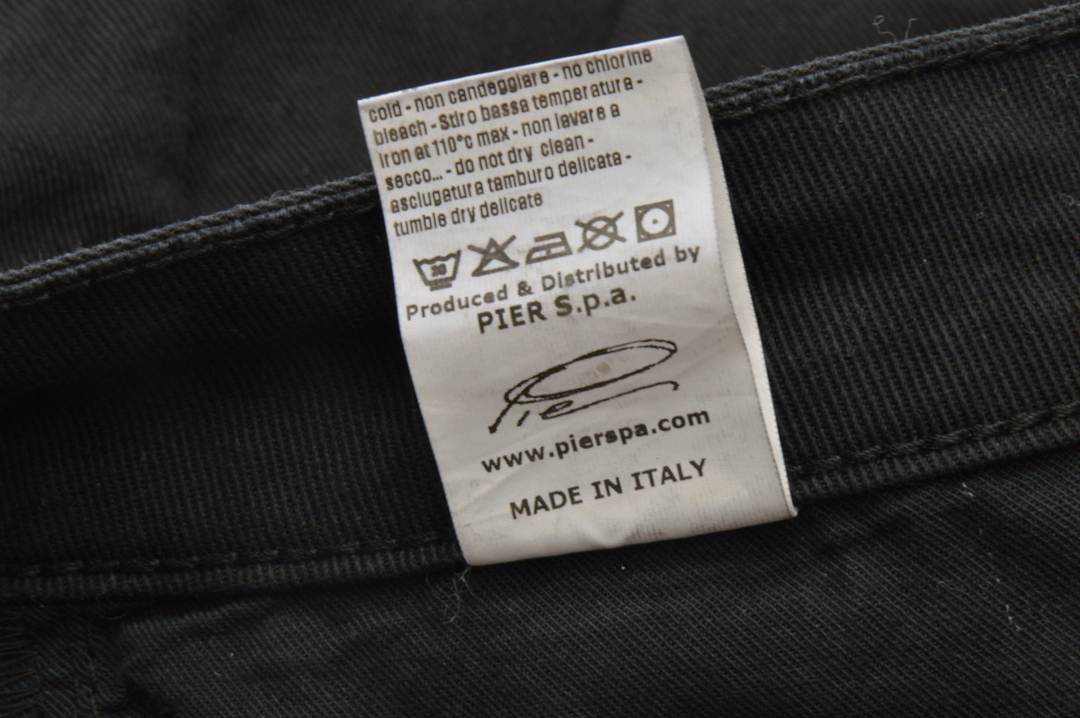 cold - non candeggiare - no chlorine
bleach - Stiro bassa temperatura -
iron at 110°c max - non lavare a
secco... - do not dry clean -
asciugatura tamburo delicata -
tumble dry delicate
30
Produced & Distributed by
PIER S.p.a.
Pier
www.pierspa.com
MADE IN ITALY